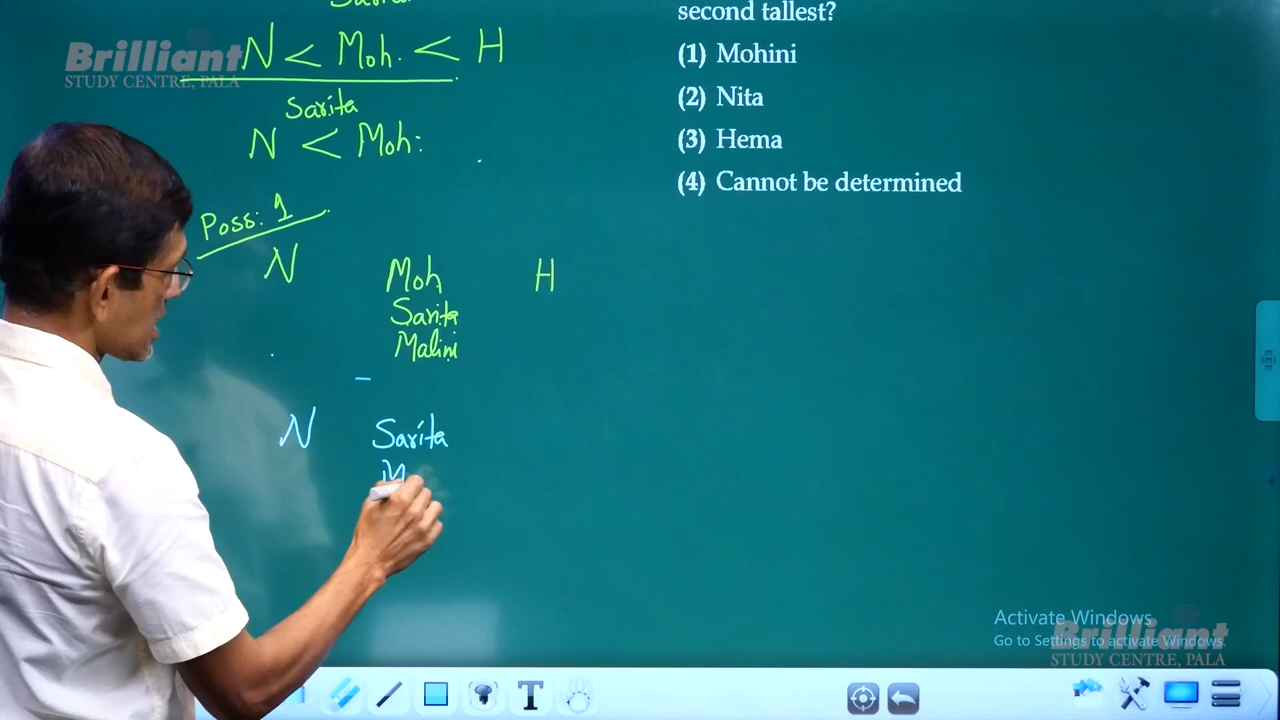 N < Moh. < H
Sarita
N < Moh:
Poss: 1
N Moh H
Sarita
Malini
N Sarita
M
second tallest?
(1) Mohini
(2) Nita
(3) Hema
(4) Cannot be determined
Brilliant
STUDY CENTRE, PALA
Activate Windows
Go to Settings to activate Windows.
Brilliant
STUDY CENTRE, PALA
T